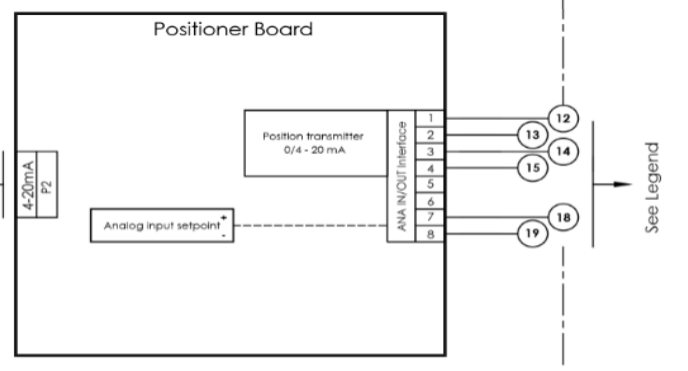 Positioner Board
Position transmitter
0/4 - 20 mA
ANA IN/OUT Interface
1
2
3
4
5
6
7
8
12
13
14
15
18
19
4-20mA
P2
Analog input setpoint
+
-
See Legend